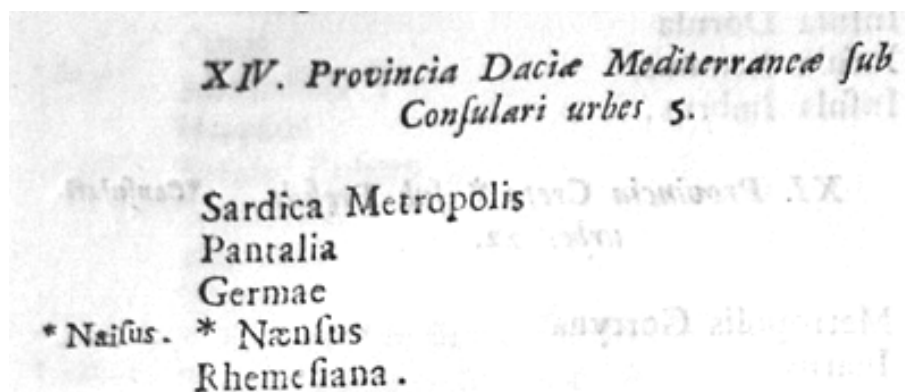 XIV. Provincia Daciæ Mediterraneæ ſub
Conſulari urbes. 5.
Sardica Metropolis
Pantalia
Germae
* Naiſus. * Nænſus
Rhemeſiana.